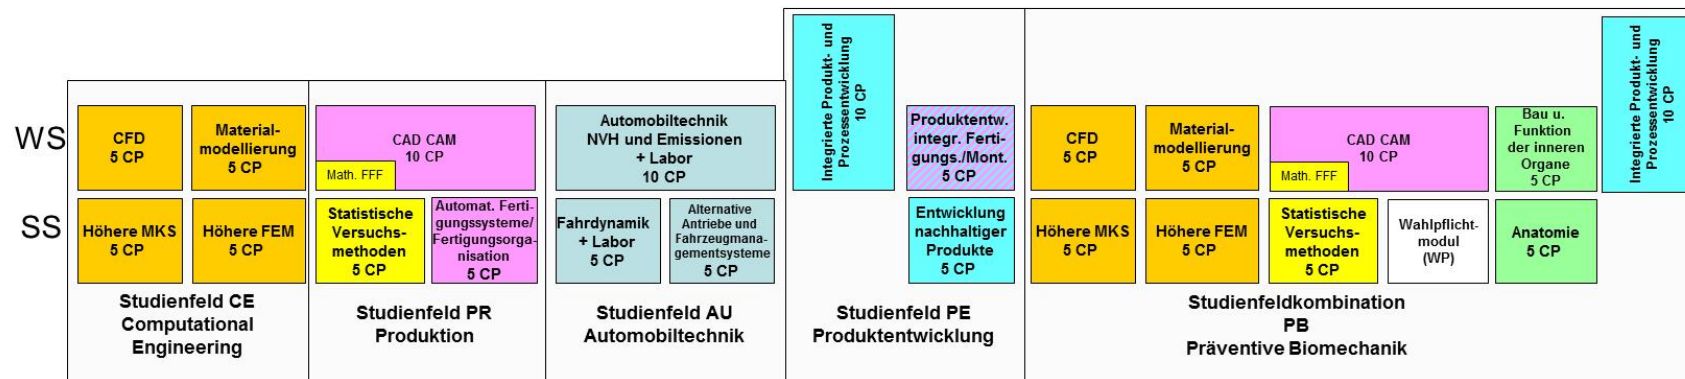 WS
SS
CFD
5 CP
Material-
modellierung
5 CP
Höhere MKS
5 CP
Höhere FEM
5 CP
Studienfeld CE
Computational
Engineering
CAD CAM
10 CP
Math. FFF
Statistische
Versuchs-
methoden
5 CP
Automat. Ferti-
gungssysteme/
Fertigungsorga-
nisation
5 CP
Studienfeld PR
Produktion
Automobiltechnik
NVH und Emissionen
+ Labor
10 CP
Fahrdynamik
+ Labor
5 CP
Alternative
Antriebe und
Fahrzeugmana-
gementsysteme
5 CP
Studienfeld AU
Automobiltechnik
Integrierte Produkt- und
Prozessentwicklung
10 CP
Produktentw.
integr. Ferti-
gungs./Mont.
5 CP
Entwicklung
nachhaltiger
Produkte
5 CP
Studienfeld PE
Produktentwicklung
CFD
5 CP
Material-
modellierung
5 CP
CAD CAM
10 CP
Math. FFF
Bau u.
Funktion
der inneren
Organe
5 CP
Integrierte Produkt- und
Prozessentwicklung
10 CP
Höhere MKS
5 CP
Höhere FEM
5 CP
Statistische
Versuchs-
methoden
5 CP
Wahlpflicht-
modul
(WP)
Anatomie
5 CP
Studienfeldkombination
PB
Präventive Biomechanik